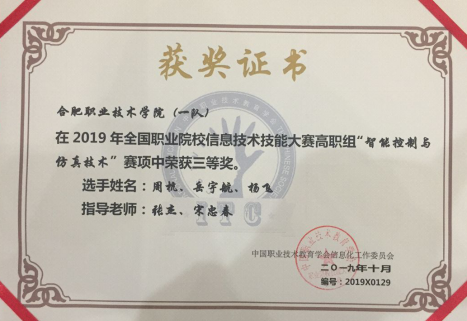 获奖证书
合肥职业技术学院（一队）
在2019年全国职业院校信息技术技能大赛高职组“智能控制与
仿真技术”赛项中荣获三等奖。
选手姓名：周杭、岳宇航、杨飞
指导老师：张杰、宋忠春
ITC
中国职业技术教育学会信息化工作委员会
二〇一九年十月
编号：2019X0129